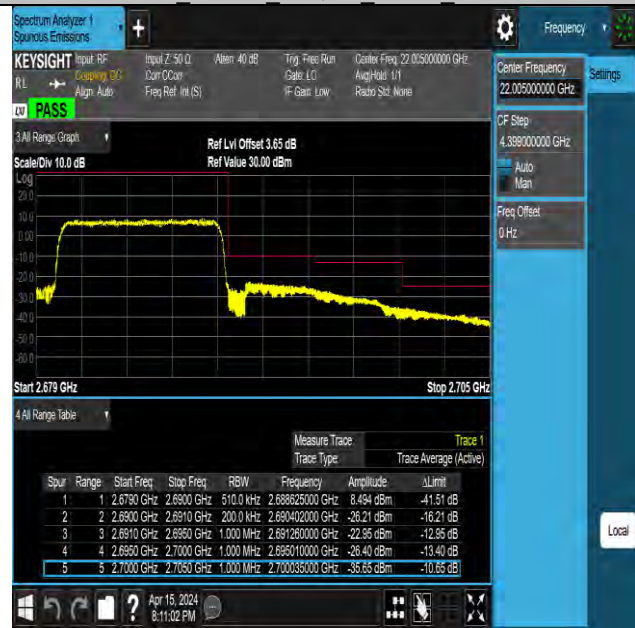 Spectrum Analyzer 1
Spurious Emissions
+
Frequency
KEYSIGHT
Input: RF
Coupling: DC
Align: Auto
Input Z: 50 Ω
Corr CCorr
Freq Ref: Int (S)
Atten: 40 dB
Trig: Free Run
Gate: LO
IF Gain: Low
Center Freq: 22.005000000 GHz
Avg|Hold: 1/1
Radio Std: None
RL
LXI
PASS
Center Frequency
22.005000000 GHz
Settings
CF Step
4.399000000 GHz
Auto
Man
Freq Offset
0 Hz
3 All Range Graph
Scale/Div 10.0 dB
Ref Lvl Offset 3.65 dB
Ref Value 30.00 dBm
Log
20.0
10.0
0.00
-10.0
-20.0
-30.0
-40.0
-50.0
-60.0
Start 2.679 GHz
Stop 2.705 GHz
4 All Range Table
Measure Trace Trace 1
Trace Type Trace Average (Active)
Spur Range Start Freq Stop Freq RBW Frequency Amplitude ΔLimit
1 1 2.6790 GHz 2.6900 GHz 510.0 kHz 2.688625000 GHz 8.494 dBm -41.51 dB
2 2 2.6900 GHz 2.6910 GHz 200.0 kHz 2.690402000 GHz -26.21 dBm -16.21 dB
3 3 2.6910 GHz 2.6950 GHz 1.000 MHz 2.691260000 GHz -22.95 dBm -12.95 dB
4 4 2.6950 GHz 2.7000 GHz 1.000 MHz 2.695010000 GHz -26.40 dBm -13.40 dB
5 5 2.7000 GHz 2.7050 GHz 1.000 MHz 2.700035000 GHz -35.65 dBm -10.65 dB
Local
?
Apr 15, 2024
8:11:02 PM